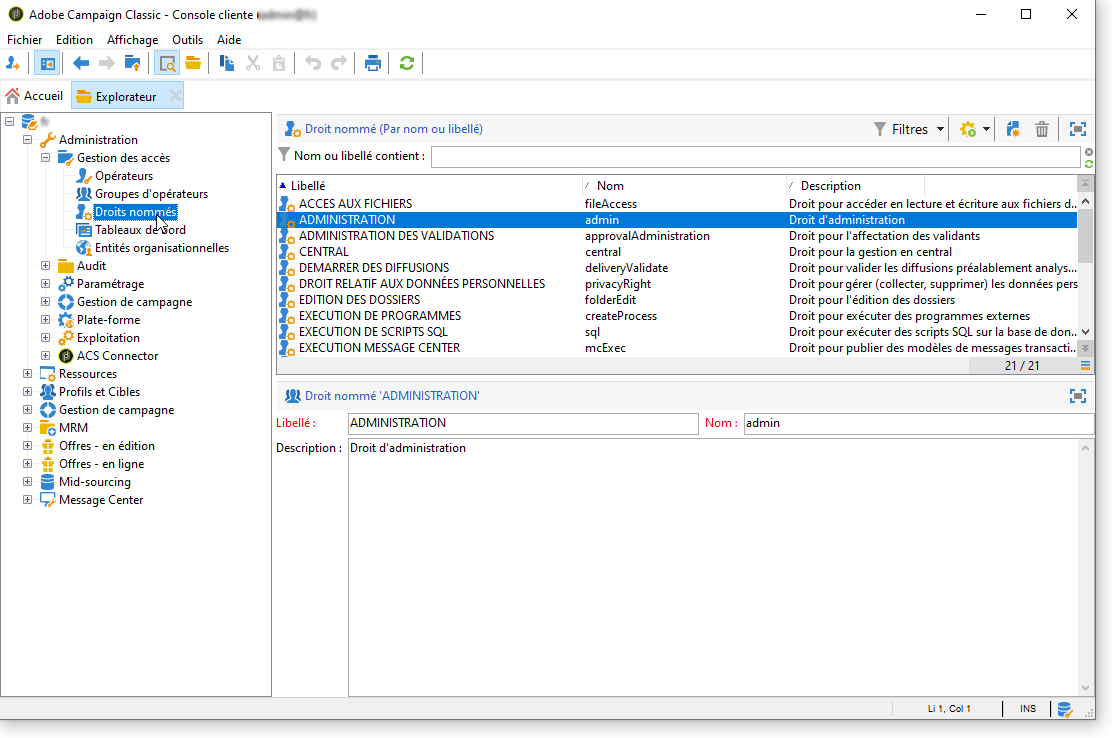 Adobe Campaign Classic - Console cliente
Fichier Edition Affichage Outils Aide
Accueil Explorateur
Administration
Gestion des accès
Opérateurs
Groupes d'opérateurs
Droits nommés
Tableaux de bord
Entités organisationnelles
Audit
Paramétrage
Gestion de campagne
Plate-forme
Exploitation
ACS Connector
Ressources
Profils et Cibles
Gestion de campagne
MRM
Offres - en édition
Offres - en ligne
Mid-sourcing
Message Center
Droit nommé (Par nom ou libellé) Filtres
Nom ou libellé contient :
Libellé Nom Description
ACCES AUX FICHIERS fileAccess Droit pour accéder en lecture et écriture aux fichiers d...
ADMINISTRATION admin Droit d'administration
ADMINISTRATION DES VALIDATIONS approvalAdministration Droit pour l'affectation des validants
CENTRAL central Droit pour la gestion en central
DEMARRER DES DIFFUSIONS deliveryValidate Droit pour valider les diffusions préalablement analys...
DROIT RELATIF AUX DONNÉES PERSONNELLES privacyRight Droit pour gérer (collecter, supprimer) les données pers
EDITION DES DOSSIERS folderEdit Droit pour l'édition des dossiers
EXECUTION DE PROGRAMMES createProcess Droit pour exécuter des programmes externes
EXECUTION DE SCRIPTS SQL sql Droit pour exécuter des scripts SQL sur la base de don...
EXECUTION MESSAGE CENTER mcExec Droit pour publier des modèles de messages transacti...
21 / 21
Droit nommé 'ADMINISTRATION'
Libellé : ADMINISTRATION Nom : admin
Description : Droit d'administration
Li 1, Col 1 INS